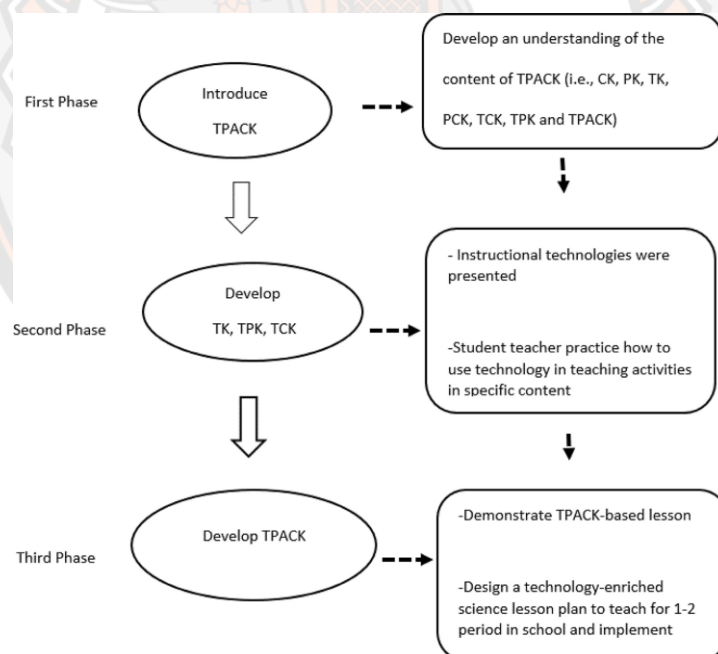 First Phase
Introduce
TPACK
Develop an understanding of the
content of TPACK (i.e., CK, PK, TK,
PCK, TCK, TPK and TPACK)
Second Phase
Develop
TK, TPK, TCK
- Instructional technologies were
presented
-Student teacher practice how to
use technology in teaching activities
in specific content
Third Phase
Develop TPACK
-Demonstrate TPACK-based lesson
-Design a technology-enriched
science lesson plan to teach for 1-2
period in school and implement